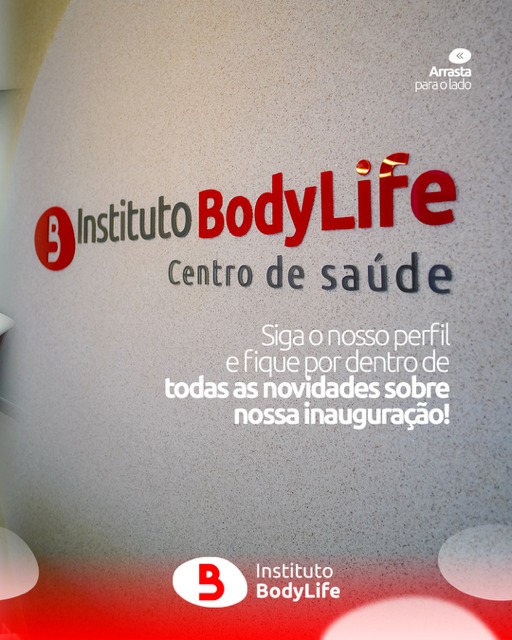 «
Arrasta
para o lado
B Instituto BodyLife
Centro de saúde
Siga o nosso perfil
e fique por dentro de
todas as novidades sobre
nossa inauguração!
B
Instituto
BodyLife